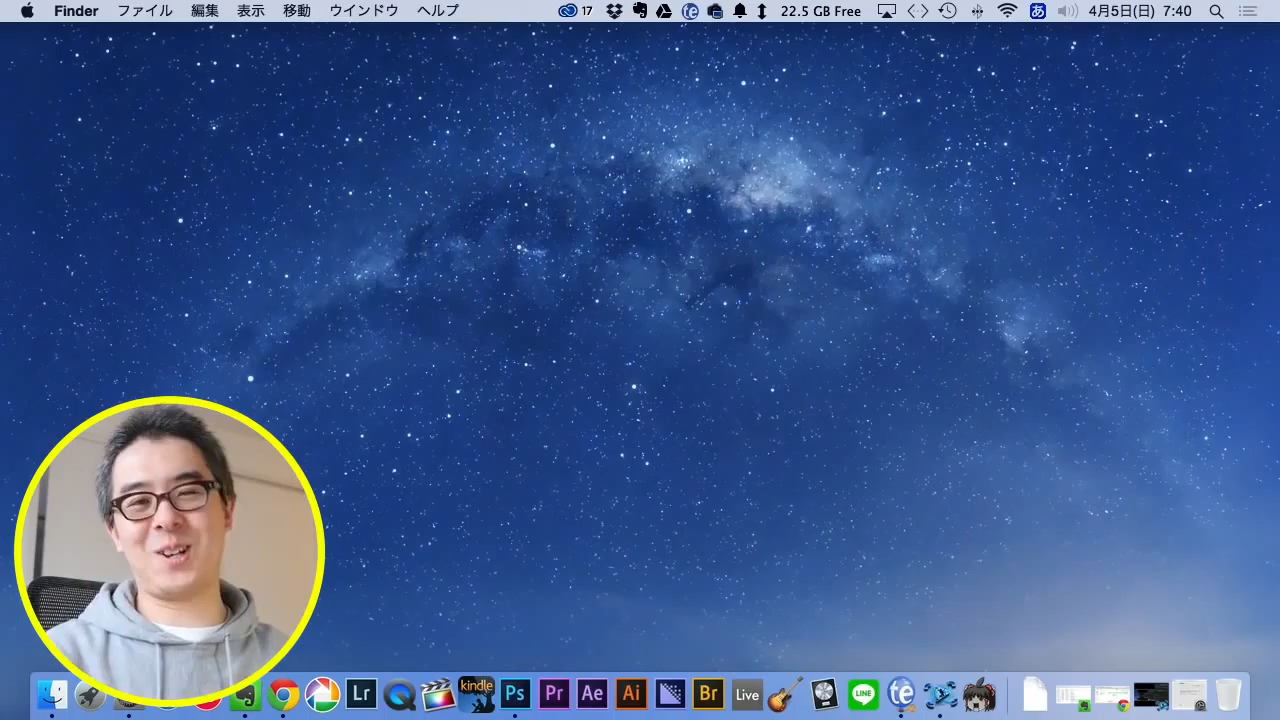 Finder ファイル 編集 表示 移動 ウインドウ ヘルプ 17 22.5 GB Free あ 4月5日(日) 7:40
Lr kindle Ps Pr Ae Ai Br Live LINE te